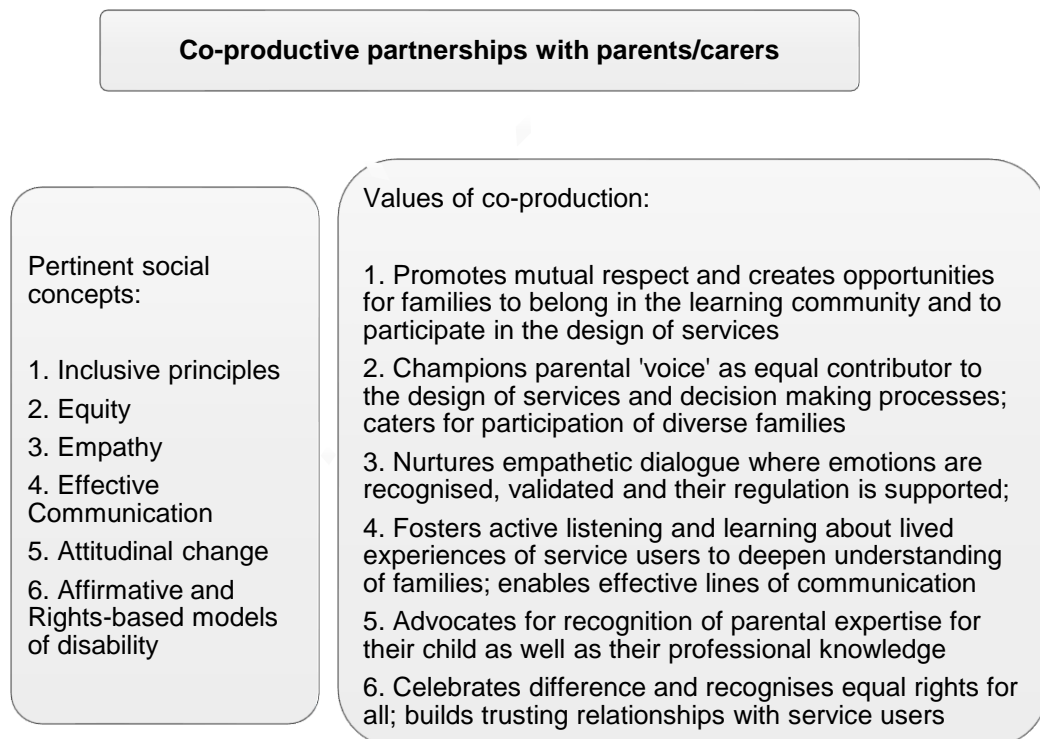 Co-productive partnerships with parents/carers
Pertinent social
concepts:
1. Inclusive principles
2. Equity
3. Empathy
4. Effective
Communication
5. Attitudinal change
6. Affirmative and
Rights-based models
of disability
Values of co-production:
1. Promotes mutual respect and creates opportunities
for families to belong in the learning community and to
participate in the design of services
2. Champions parental 'voice' as equal contributor to
the design of services and decision making processes;
caters for participation of diverse families
3. Nurtures empathetic dialogue where emotions are
recognised, validated and their regulation is supported;
4. Fosters active listening and learning about lived
experiences of service users to deepen understanding
of families; enables effective lines of communication
5. Advocates for recognition of parental expertise for
their child as well as their professional knowledge
6. Celebrates difference and recognises equal rights for
all; builds trusting relationships with service users